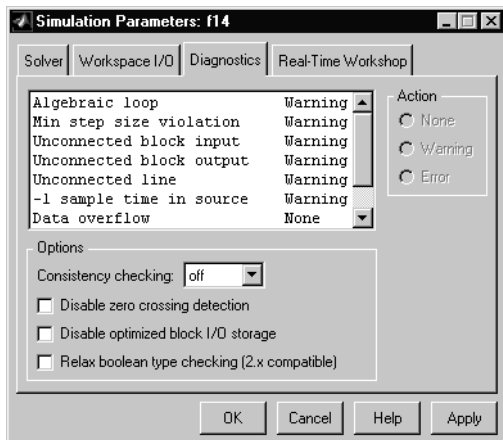 Simulation Parameters: f14
Solver Workspace I/O Diagnostics Real-Time Workshop
Algebraic loop Warning
Min step size violation Warning
Unconnected block input Warning
Unconnected block output Warning
Unconnected line Warning
-1 sample time in source Warning
Data overflow None
Action
None
Warning
Error
Options
Consistency checking: off
Disable zero crossing detection
Disable optimized block I/O storage
Relax boolean type checking (2.x compatible)
OK Cancel Help Apply